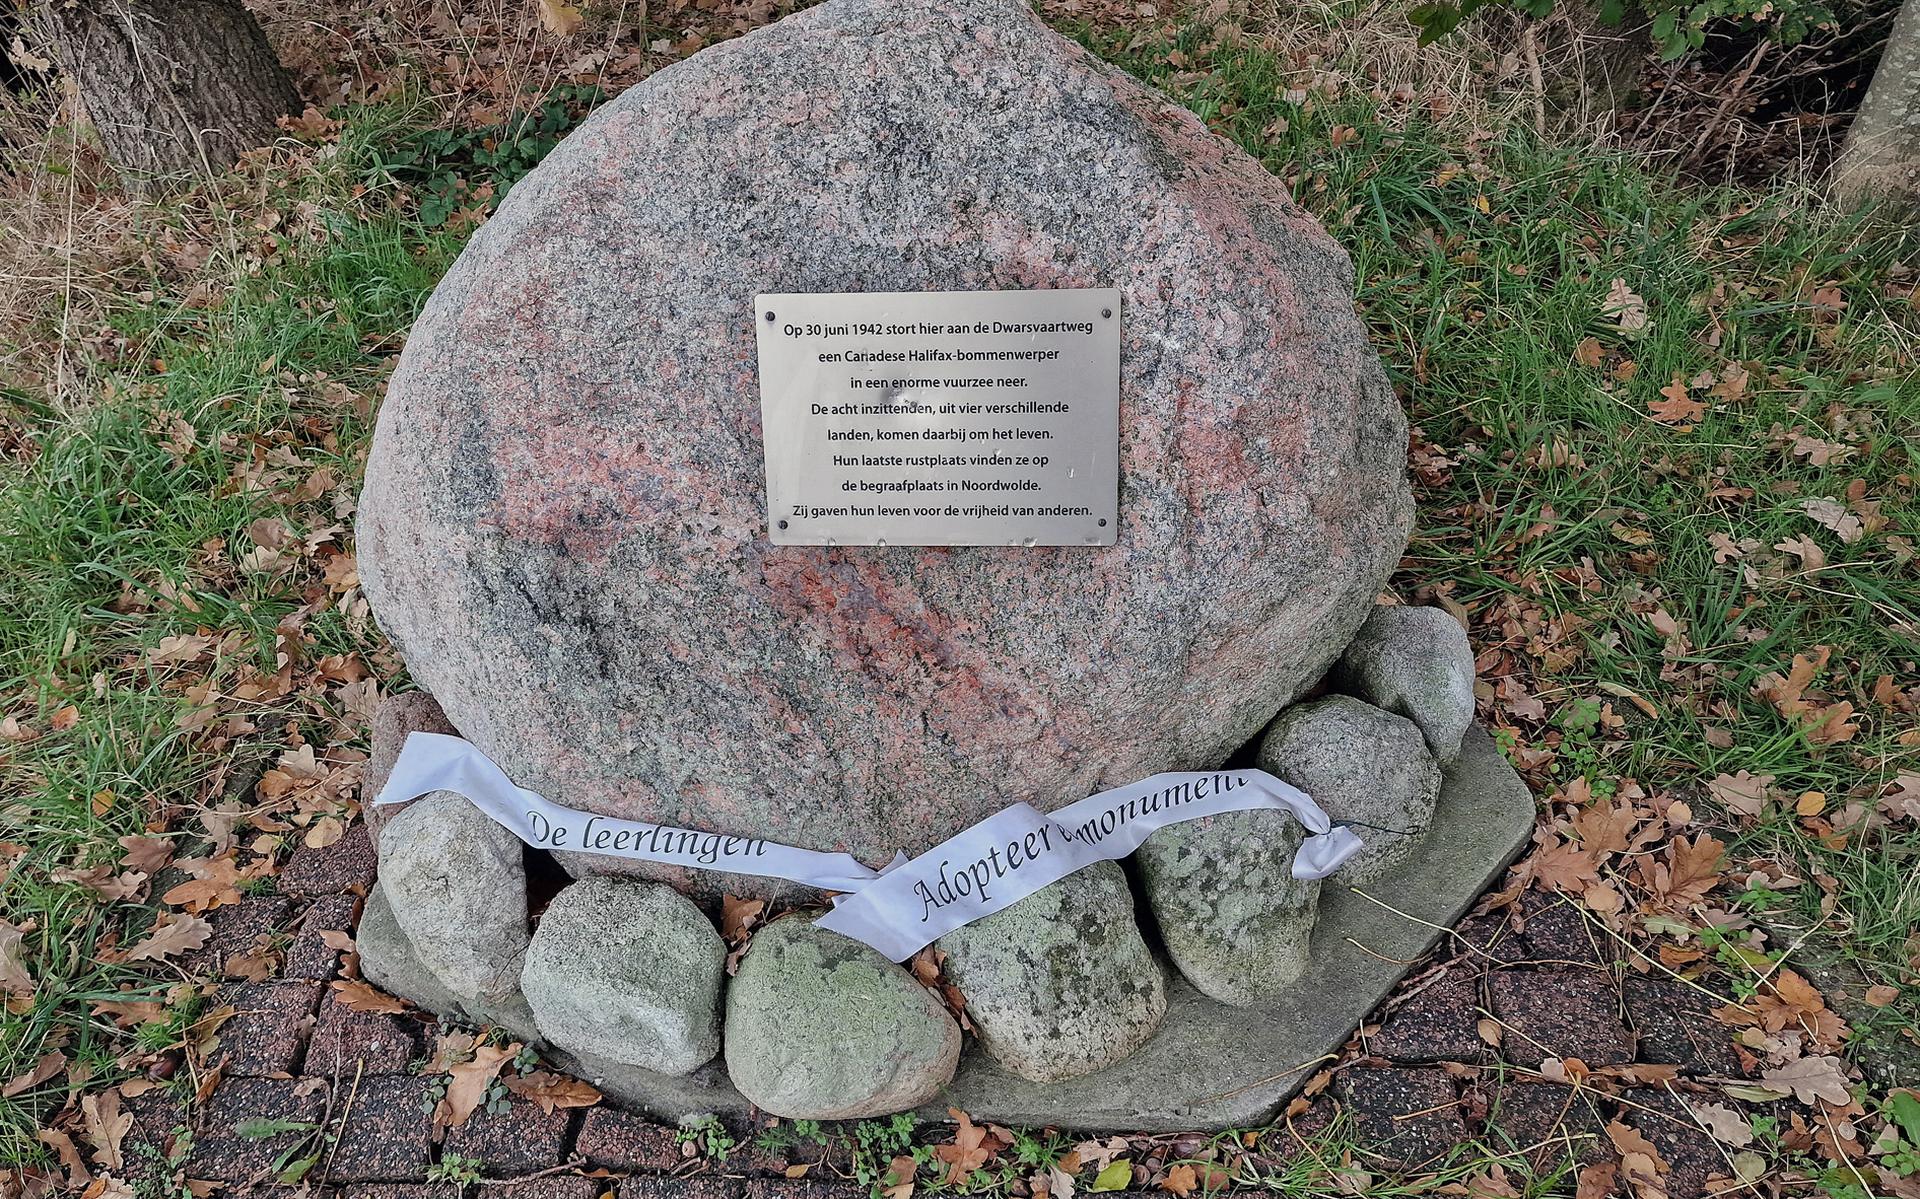 Op 30 juni 1942 stort hier aan de Dwarsvaartweg
een Canadese Halifax-bommenwerper
in een enorme vuurzee neer.
De acht inzittenden, uit vier verschillende
landen, komen daarbij om het leven.
Hun laatste rustplaats vinden ze op
de begraafplaats in Noordwolde.
Zij gaven hun leven voor de vrijheid van anderen.
De leerlingen
Adopteer
monument